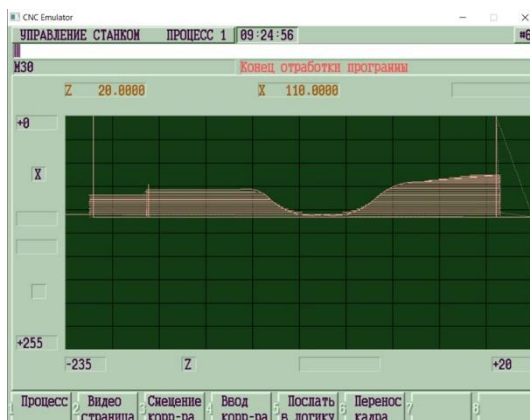 CNC Emulator
УПРАВЛЕНИЕ СТАНКОМ ПРОЦЕСС 1 09:24:56 #6
M30 Конец отработки программы
Z 20.0000 X 110.0000
+0
X
+255
-235 Z +20
1 Процесс 2 Видео страница 3 Смещение корр-ра 4 Ввод корр-ра 5 Послать в логику 6 Перенос кадра 7 8